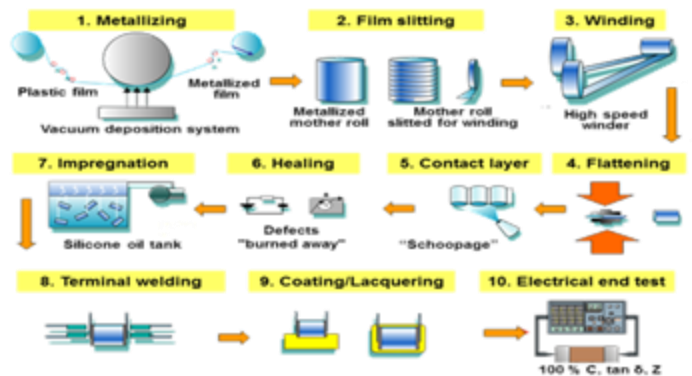 1. Metallizing
Plastic film
Metallized
film
Vacuum deposition system
2. Film slitting
Metallized
mother roll
Mother roll
slitted for winding
3. Winding
High speed
winder
4. Flattening
5. Contact layer
"Schoopage"
6. Healing
Defects
"burned away"
7. Impregnation
Silicone oil tank
8. Terminal welding
9. Coating/Lacquering
10. Electrical end test
100 % C, tan δ, Z